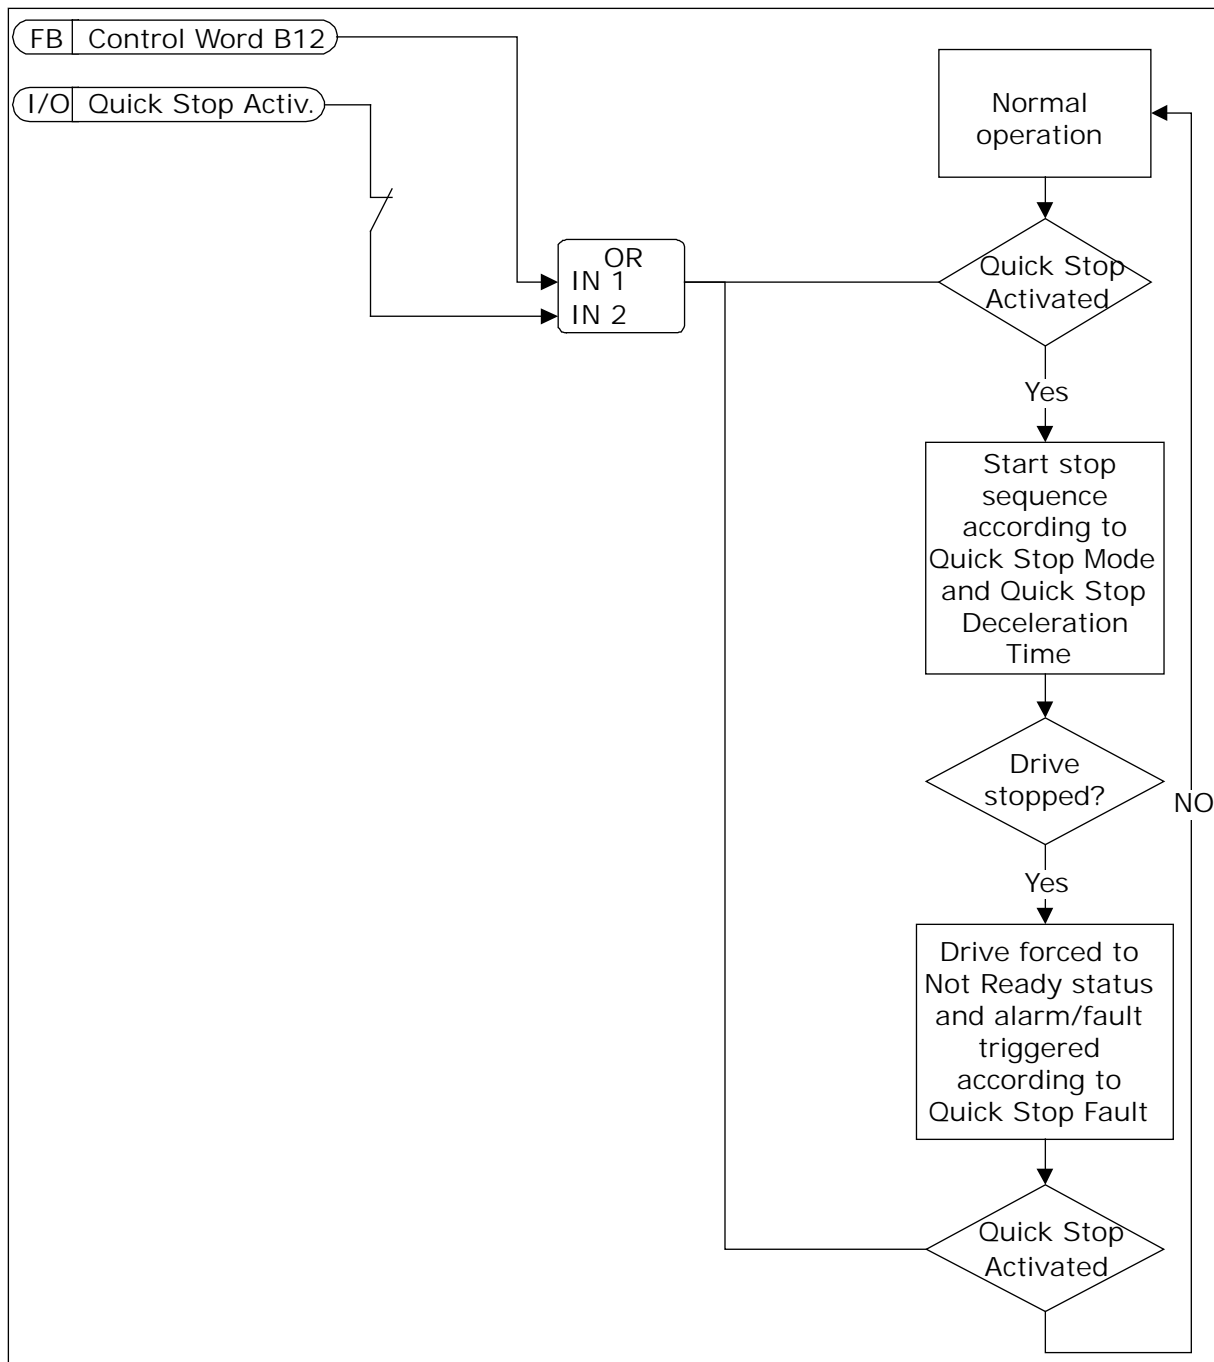 FB Control Word B12
I/O Quick Stop Activ.
OR
IN 1
IN 2
Normal
operation
Quick Stop
Activated
Yes
Start stop
sequence
according to
Quick Stop Mode
and Quick Stop
Deceleration
Time
Drive
stopped?
NO
Yes
Drive forced to
Not Ready status
and alarm/fault
triggered
according to
Quick Stop Fault
Quick Stop
Activated